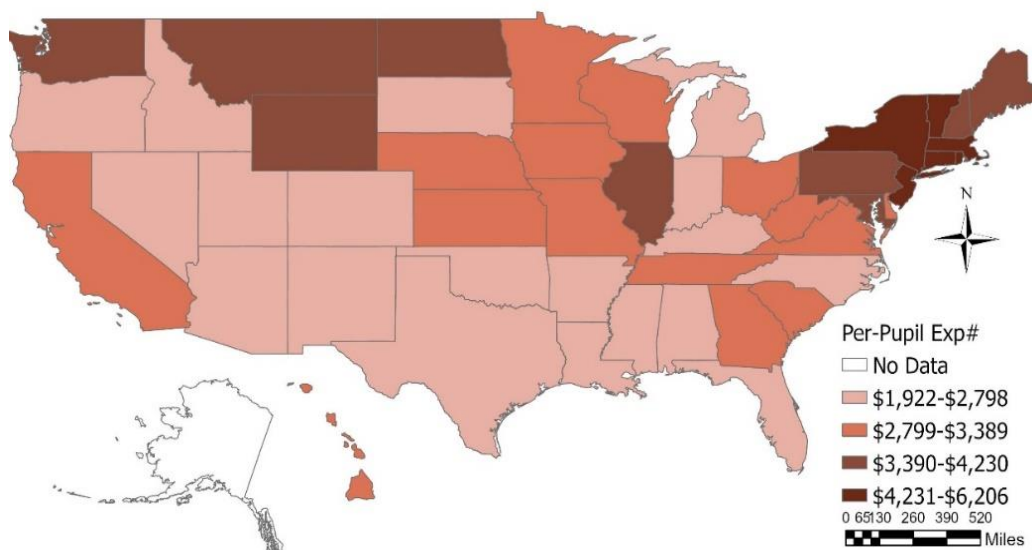 N
Per-Pupil Exp#
No Data
$1,922-$2,798
$2,799-$3,389
$3,390-$4,230
$4,231-$6,206
0 65130 260 390 520
Miles